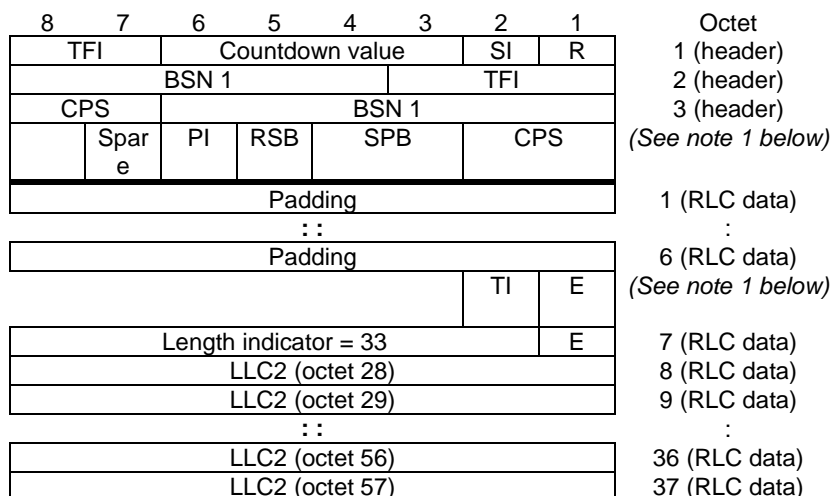 8 7 6 5 4 3 2 1 Octet
TFI Countdown value SI R 1 (header)
BSN 1 TFI 2 (header)
CPS BSN 1 3 (header)
Spar PI RSB SPB CPS (See note 1 below)
e
Padding 1 (RLC data)
: : :
Padding 6 (RLC data)
TI E (See note 1 below)
Length indicator = 33 E 7 (RLC data)
LLC2 (octet 28) 8 (RLC data)
LLC2 (octet 29) 9 (RLC data)
: : :
LLC2 (octet 56) 36 (RLC data)
LLC2 (octet 57) 37 (RLC data)